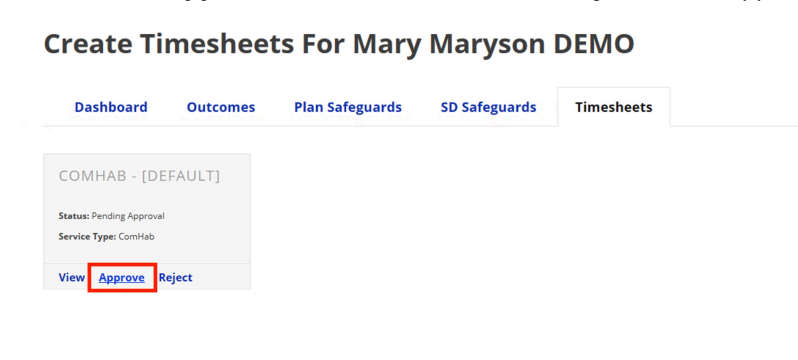 Create Timesheets For Mary Maryson DEMO
Dashboard Outcomes Plan Safeguards SD Safeguards Timesheets
COMHAB - [DEFAULT]
Status: Pending Approval
Service Type: ComHab
View Approve Reject